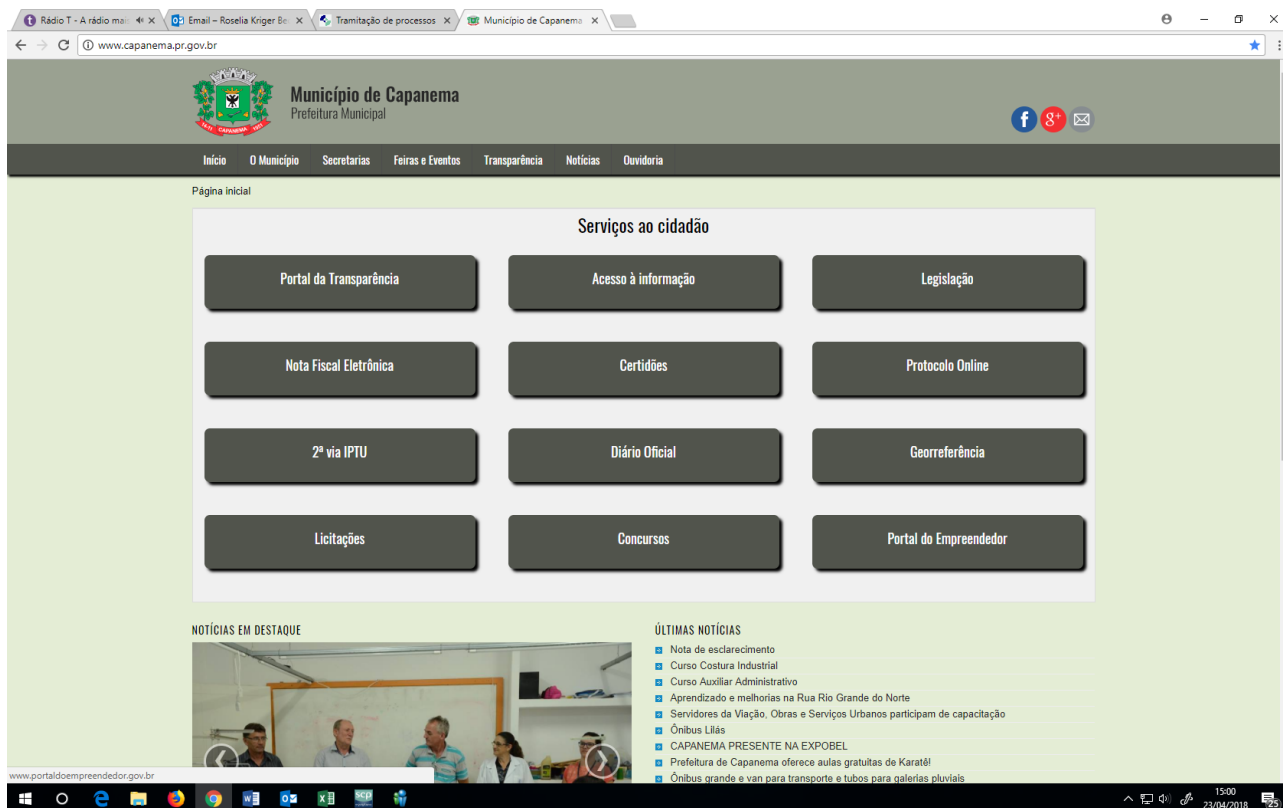 Rádio T - A rádio mai
Email – Roselia Kriger Be
Tramitação de processos
Município de Capanema
www.capanema.pr.gov.br
Município de Capanema
Prefeitura Municipal
CAPANEMA
Início O Município Secretarias Feiras e Eventos Transparência Notícias Ouvidoria
Página inicial
Serviços ao cidadão
Portal da Transparência Acesso à informação Legislação
Nota Fiscal Eletrônica Certidões Protocolo Online
2ª via IPTU Diário Oficial Georreferência
Licitações Concursos Portal do Empreendedor
NOTÍCIAS EM DESTAQUE
ÚLTIMAS NOTÍCIAS
Nota de esclarecimento
Curso Costura Industrial
Curso Auxiliar Administrativo
Aprendizado e melhorias na Rua Rio Grande do Norte
Servidores da Viação, Obras e Serviços Urbanos participam de capacitação
Ônibus Lilás
CAPANEMA PRESENTE NA EXPOBEL
Prefeitura de Capanema oferece aulas gratuitas de Karatê!
Ônibus grande e van para transporte e tubos para galerias pluviais
www.portaldoempreendedor.gov.br
15:00
23/04/2018